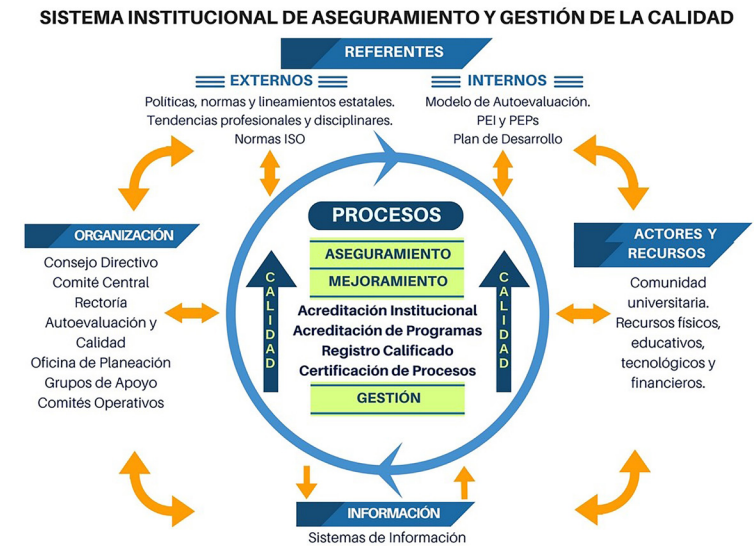 SISTEMA INSTITUCIONAL DE ASEGURAMIENTO Y GESTIÓN DE LA CALIDAD
REFERENTES
EXTERNOS
Políticas, normas y lineamientos estatales.
Tendencias profesionales y disciplinares.
Normas ISO
INTERNOS
Modelo de Autoevaluación.
PEI y PEPs
Plan de Desarrollo
ORGANIZACIÓN
Consejo Directivo
Comité Central
Rectoría
Autoevaluación y
Calidad
Oficina de Planeación
Grupos de Apoyo
Comités Operativos
CALIDAD
PROCESOS
ASEGURAMIENTO
MEJORAMIENTO
Acreditación Institucional
Acreditación de Programas
Registro Calificado
Certificación de Procesos
GESTIÓN
CALIDAD
ACTORES Y
RECURSOS
Comunidad
universitaria.
Recursos físicos,
educativos,
tecnológicos y
financieros.
INFORMACIÓN
Sistemas de Información